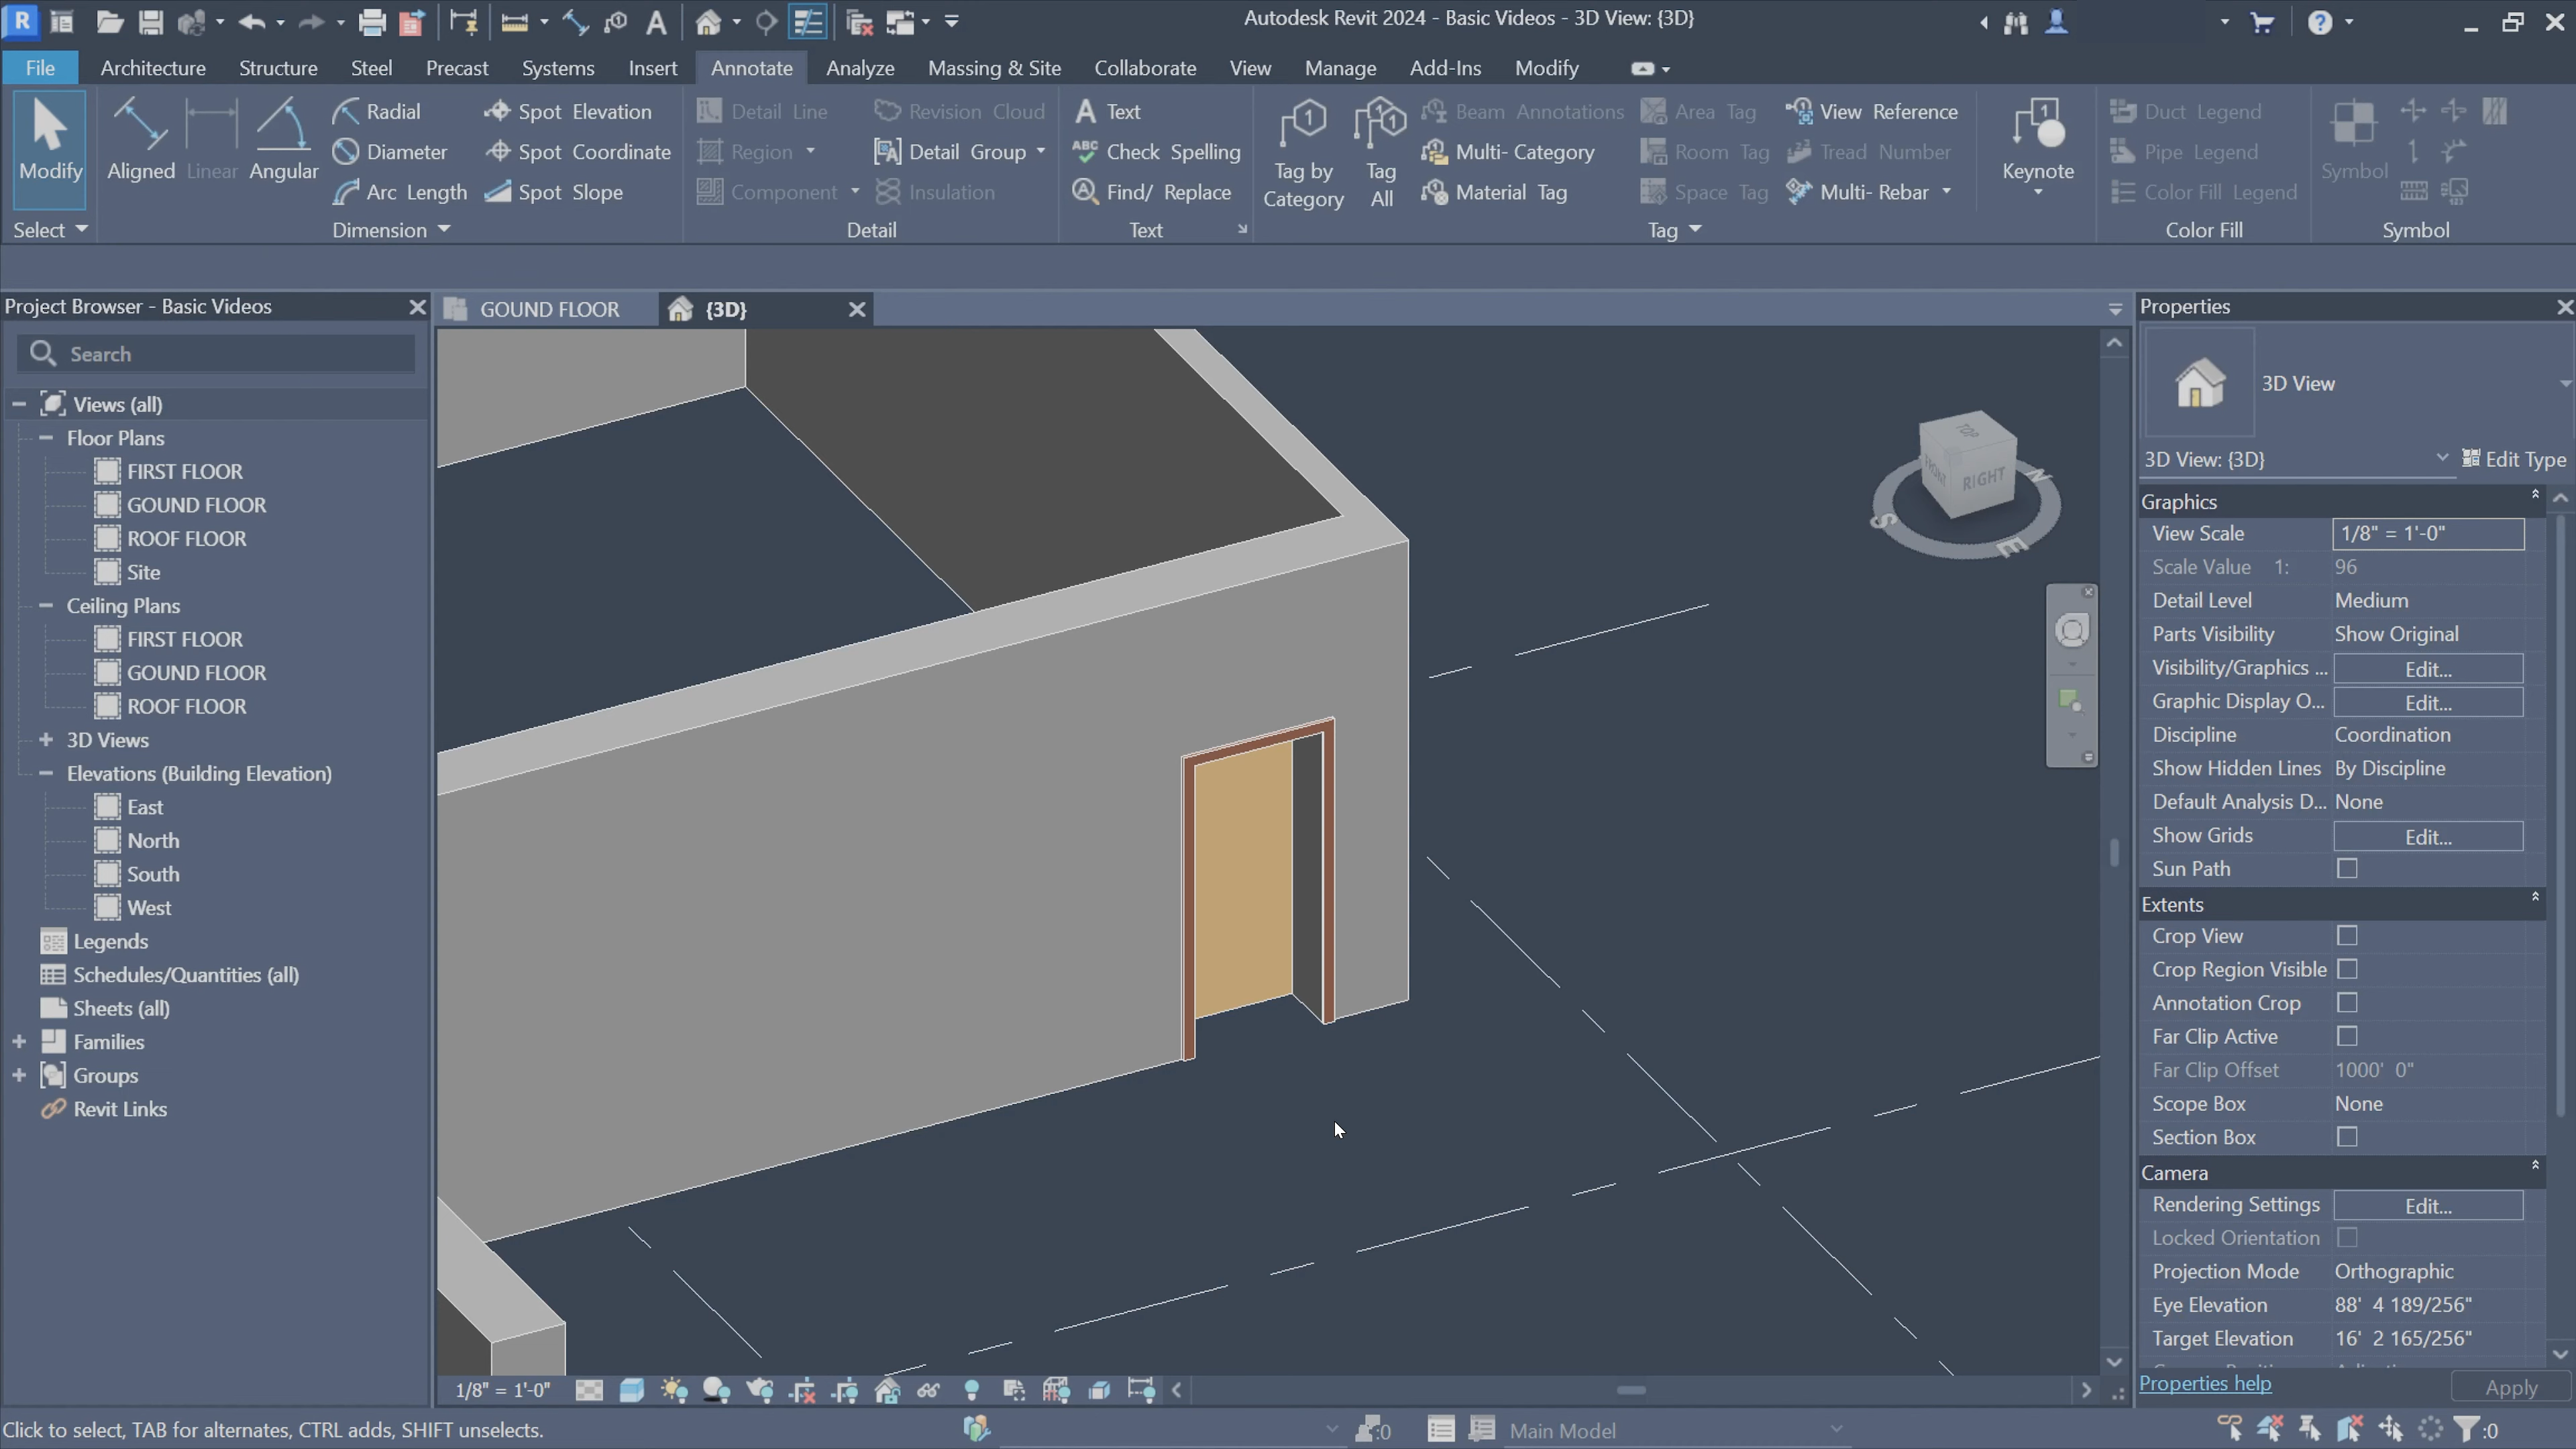 Autodesk Revit 2024 - Basic Videos - 3D View: {3D}
File Architecture Structure Steel Precast Systems Insert Annotate Analyze Massing & Site Collaborate View Manage Add-Ins Modify
Modify
Select
Aligned
Linear
Angular
Radial
Diameter
Arc Length
Spot Elevation
Spot Coordinate
Spot Slope
Dimension
Detail Line
Region
Component
Revision Cloud
Detail Group
Insulation
Detail
Text
Check Spelling
Find/ Replace
Text
Tag by
Category
Tag
All
Beam Annotations
Multi- Category
Material Tag
Area Tag
Room Tag
Space Tag
View Reference
Tread Number
Multi- Rebar
Tag
Keynote
Duct Legend
Pipe Legend
Color Fill Legend
Color Fill
Symbol
Symbol
Project Browser - Basic Videos
Search
Views (all)
Floor Plans
FIRST FLOOR
GOUND FLOOR
ROOF FLOOR
Site
Ceiling Plans
FIRST FLOOR
GOUND FLOOR
ROOF FLOOR
3D Views
Elevations (Building Elevation)
East
North
South
West
Legends
Schedules/Quantities (all)
Sheets (all)
Families
Groups
Revit Links
GOUND FLOOR
{3D}
TOP
FRONT
RIGHT
N
S
E
Properties
3D View
3D View: {3D}
Edit Type
Graphics
View Scale 1/8" = 1'-0"
Scale Value 1: 96
Detail Level Medium
Parts Visibility Show Original
Visibility/Graphics ... Edit...
Graphic Display O... Edit...
Discipline Coordination
Show Hidden Lines By Discipline
Default Analysis D... None
Show Grids Edit...
Sun Path
Extents
Crop View
Crop Region Visible
Annotation Crop
Far Clip Active
Far Clip Offset 1000' 0"
Scope Box None
Section Box
Camera
Rendering Settings Edit...
Locked Orientation
Projection Mode Orthographic
Eye Elevation 88' 4 189/256"
Target Elevation 16' 2 165/256"
Properties help
Apply
1/8" = 1'-0"
Click to select, TAB for alternates, CTRL adds, SHIFT unselects.
:0
Main Model
:0